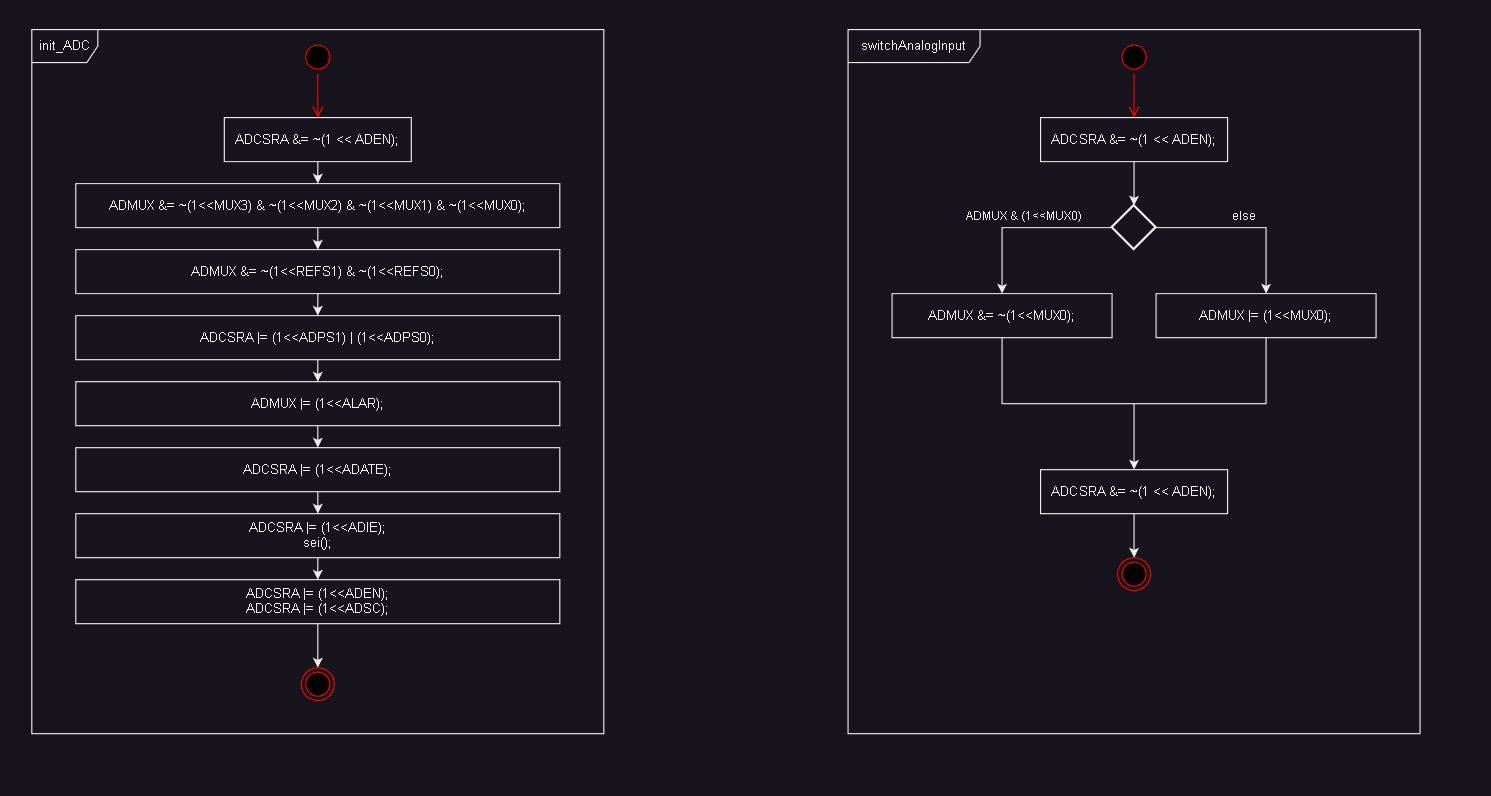 init_ADC
ADCSRA &= ~(1 << ADEN);
ADMUX &= ~(1<<MUX3) & ~(1<<MUX2) & ~(1<<MUX1) & ~(1<<MUX0);
ADMUX &= ~(1<<REFS1) & ~(1<<REFS0);
ADCSRA |= (1<<ADPS1) | (1<<ADPS0);
ADMUX |= (1<<ALAR);
ADCSRA |= (1<<ADATE);
ADCSRA |= (1<<ADIE);
sei();
ADCSRA |= (1<<ADEN);
ADCSRA |= (1<<ADSC);
switchAnalogInput
ADCSRA &= ~(1 << ADEN);
ADMUX & (1<<MUX0)
else
ADMUX &= ~(1<<MUX0);
ADMUX |= (1<<MUX0);
ADCSRA &= ~(1 << ADEN);